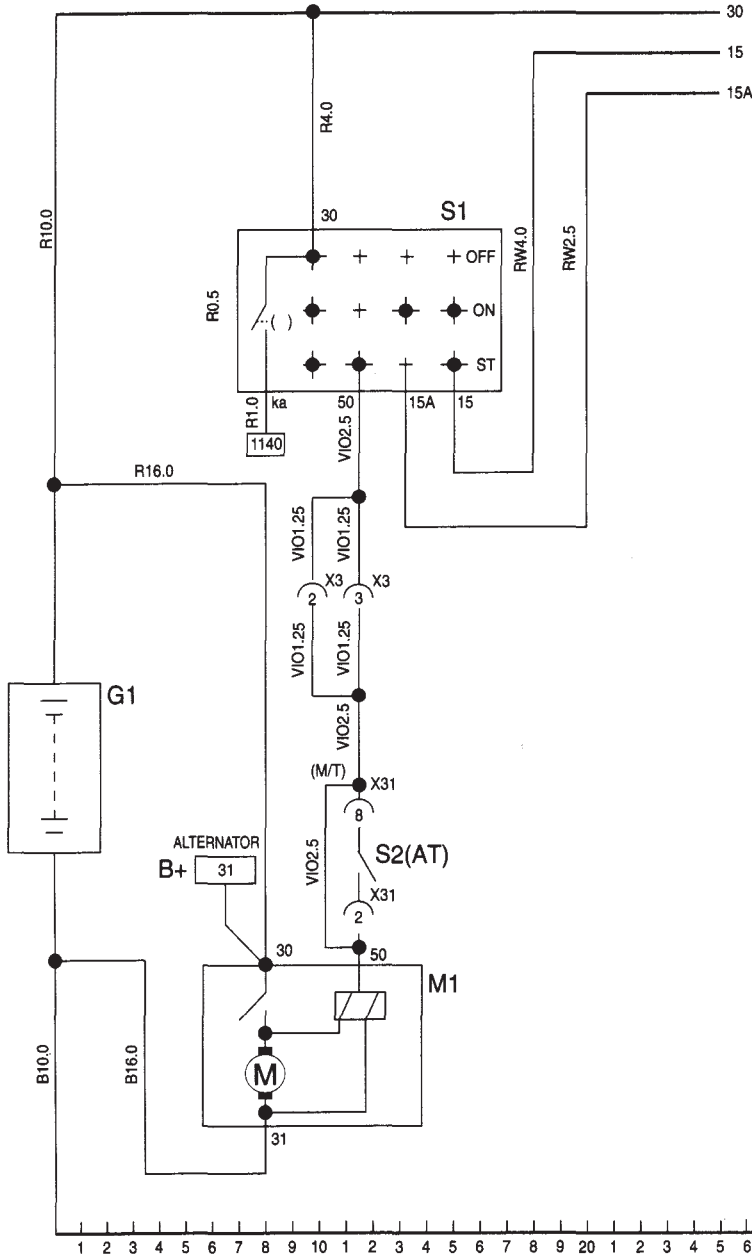 30
15
15A
R4.0
R10.0
30
S1
RW4.0
RW2.5
OFF
R0.5
( )
ON
ST
R1.0
ka
50
15A
15
1140
VIO2.5
R16.0
VIO1.25
VIO1.25
X3
X3
2
3
VIO1.25
VIO1.25
G1
VIO2.5
(M/T)
X31
8
ALTERNATOR
B+
31
VIO2.5
S2(AT)
X31
2
30
50
M1
B10.0
B16.0
M
31
1 2 3 4 5 6 7 8 9 10 1 2 3 4 5 6 7 8 9 20 1 2 3 4 5 6